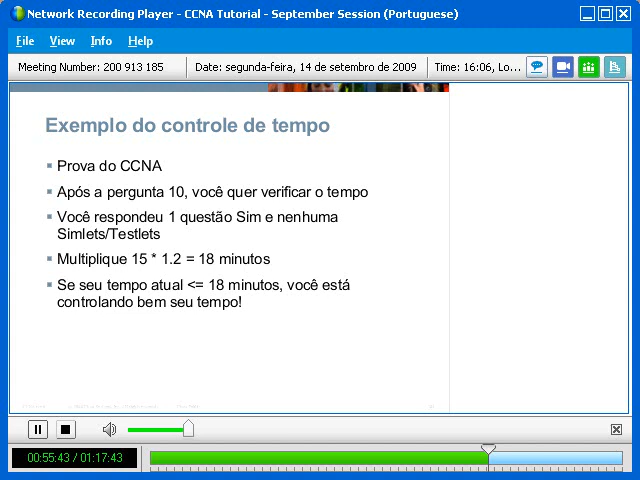 Network Recording Player - CCNA Tutorial - September Session (Portuguese)
File View Info Help
Meeting Number: 200 913 185 Date: segunda-feira, 14 de setembro de 2009 Time: 16:06, Lo...
Exemplo do controle de tempo
Prova do CCNA
Após a pergunta 10, você quer verificar o tempo
Você respondeu 1 questão Sim e nenhuma
Simlets/Testlets
Multiplique 15 * 1.2 = 18 minutos
Se seu tempo atual <= 18 minutos, você está
controlando bem seu tempo!
00:55:43 / 01:17:43